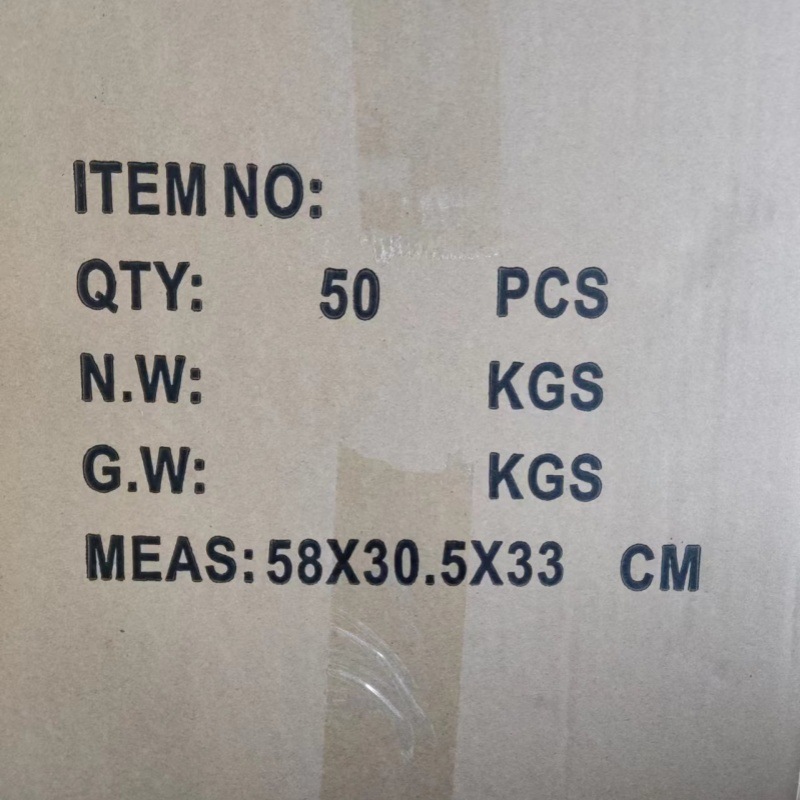 ITEM NO:
QTY: 50 PCS
N.W: KGS
G.W: KGS
MEAS: 58X30.5X33 CM